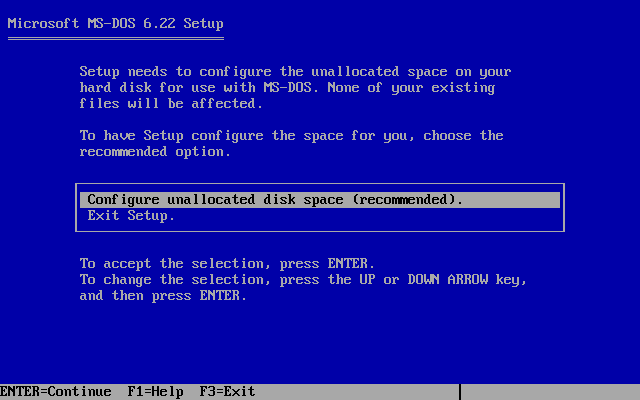 Microsoft MS-DOS 6.22 Setup
Setup needs to configure the unallocated space on your
hard disk for use with MS-DOS. None of your existing
files will be affected.
To have Setup configure the space for you, choose the
recommended option.
Configure unallocated disk space (recommended).
Exit Setup.
To accept the selection, press ENTER.
To change the selection, press the UP or DOWN ARROW key,
and then press ENTER.
ENTER=Continue  F1=Help  F3=Exit